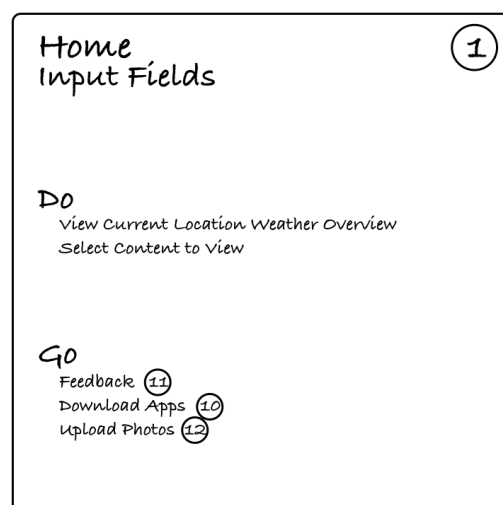 Home
1
Input Fields
Do
View Current Location Weather Overview
Select Content to View
Go
Feedback 11
Download Apps 10
Upload Photos 12